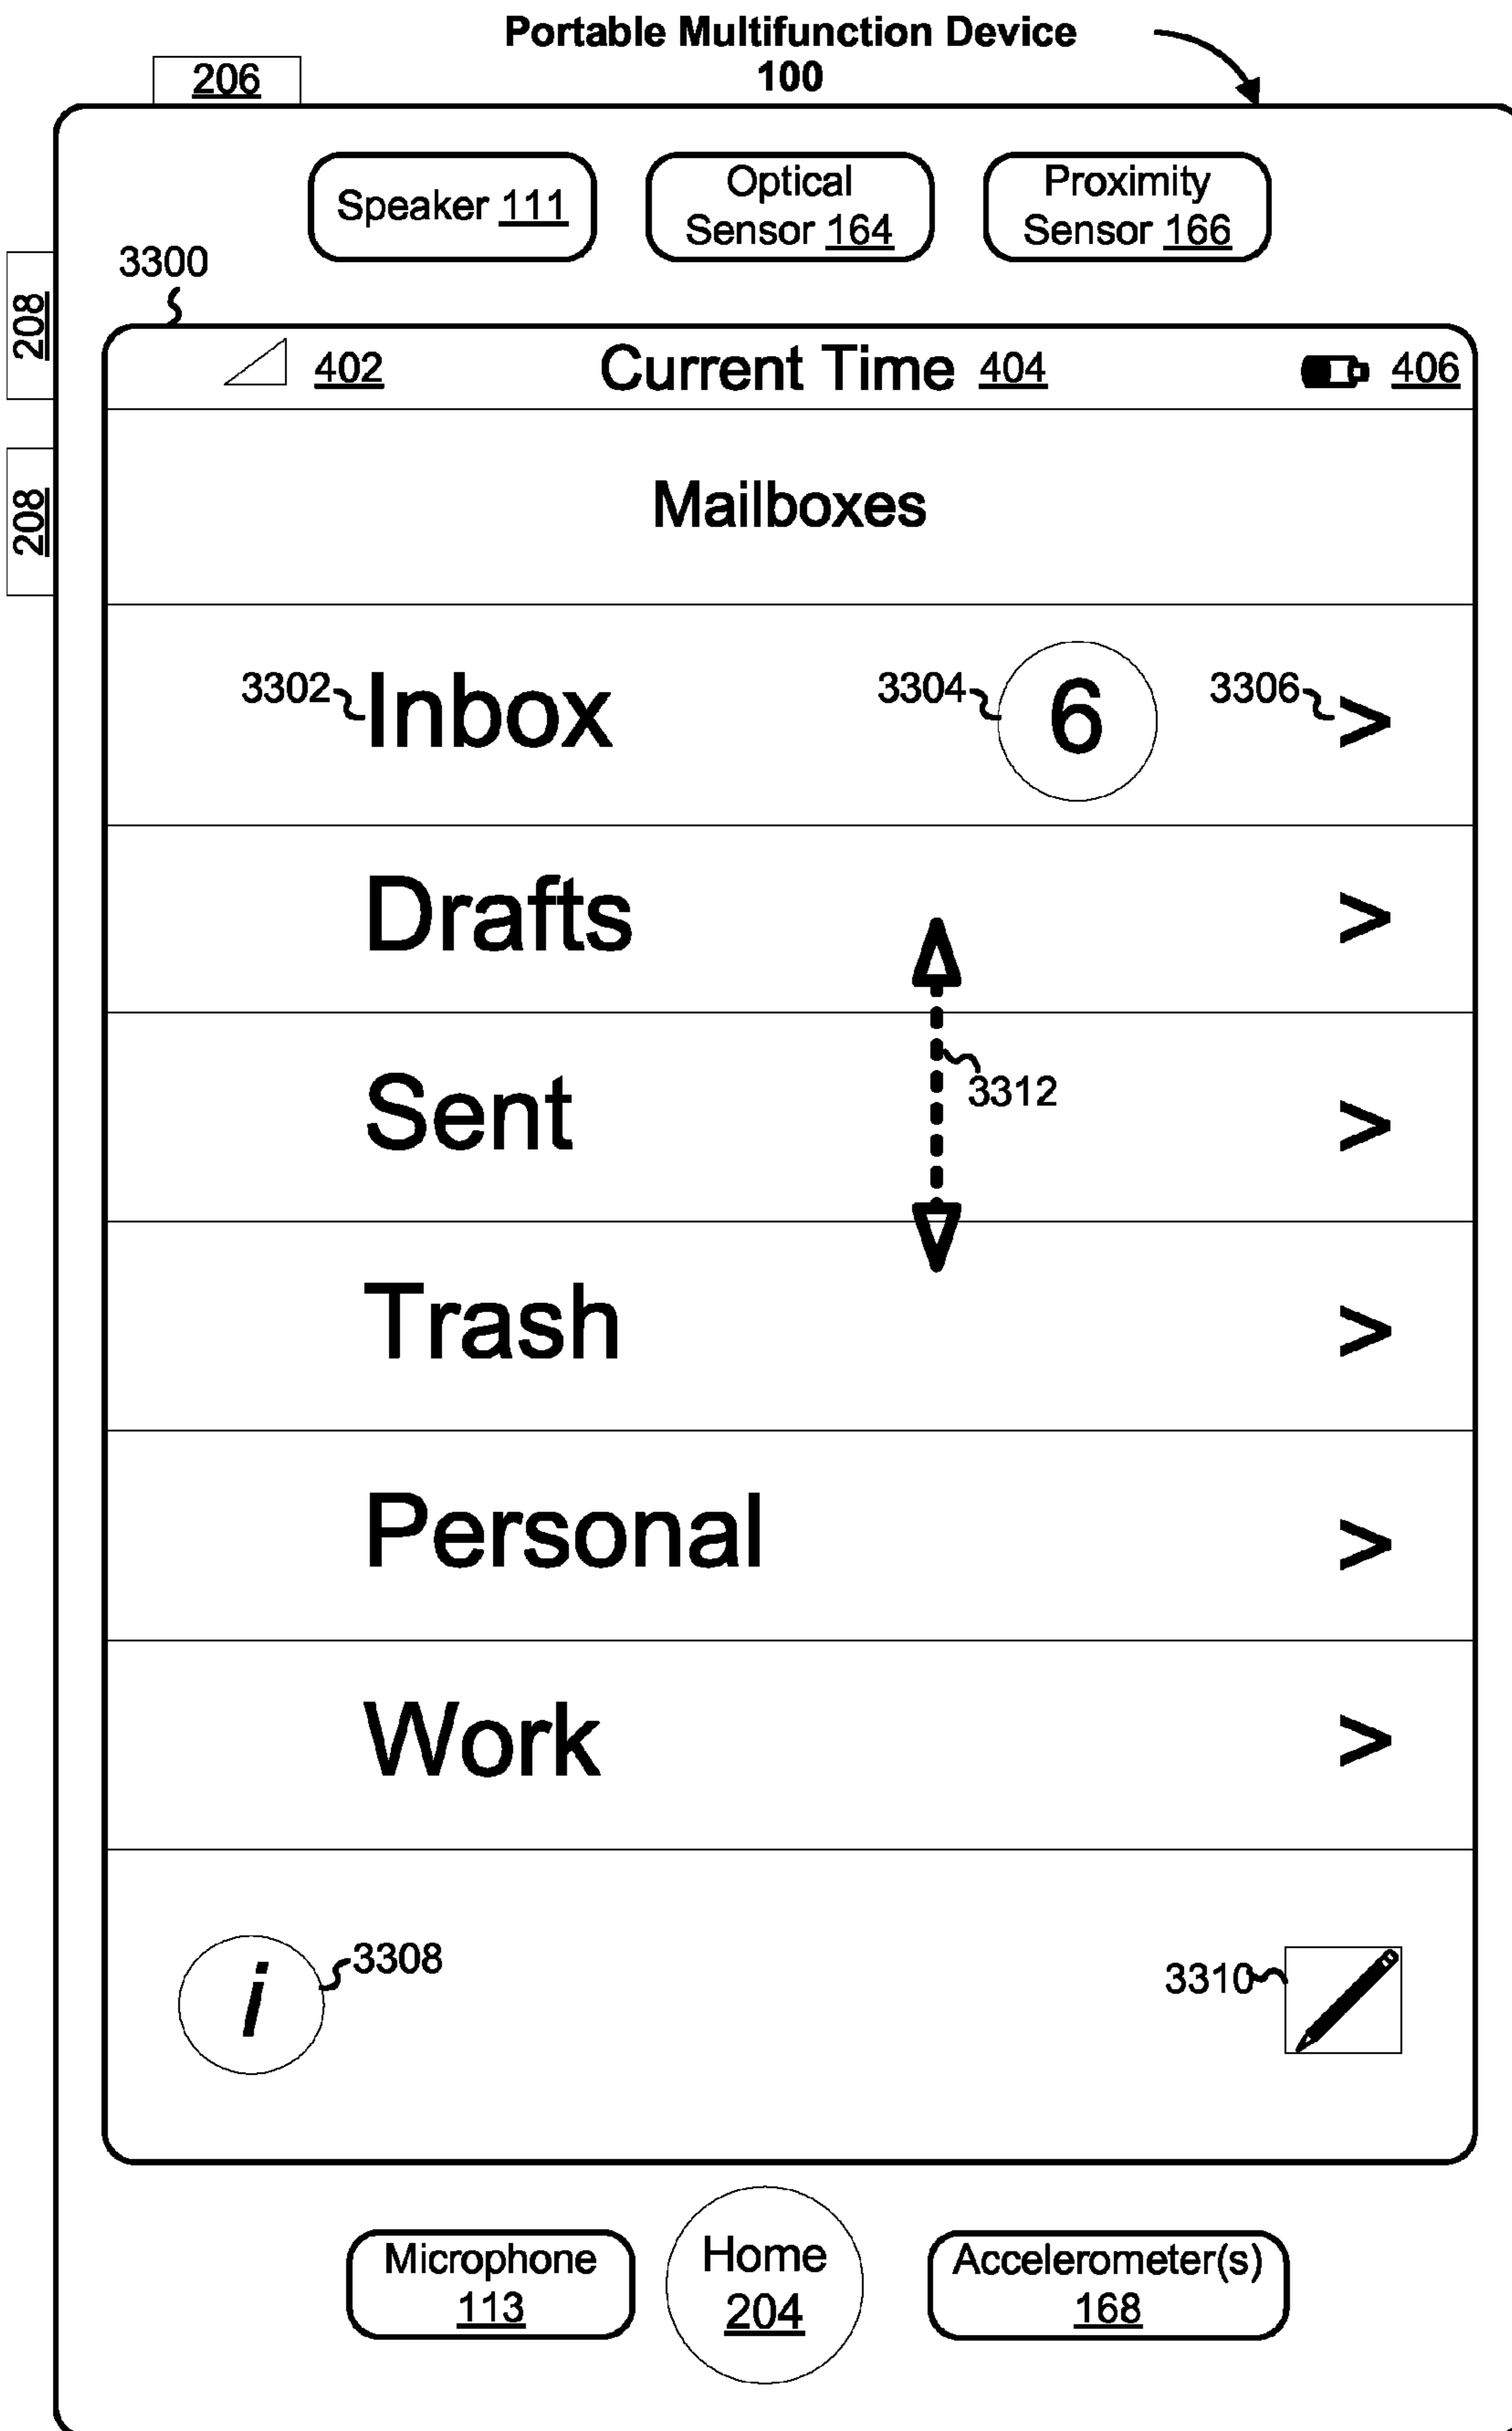 Portable Multifunction Device
100
206
Speaker 111
Optical
Sensor 164
Proximity
Sensor 166
3300
208
402
Current Time 404
406
208
Mailboxes
3302
Inbox
3304
6
3306
>
Drafts
>
Sent
3312
>
Trash
>
Personal
>
Work
>
i
3308
3310
Microphone
113
Home
204
Accelerometer(s)
168